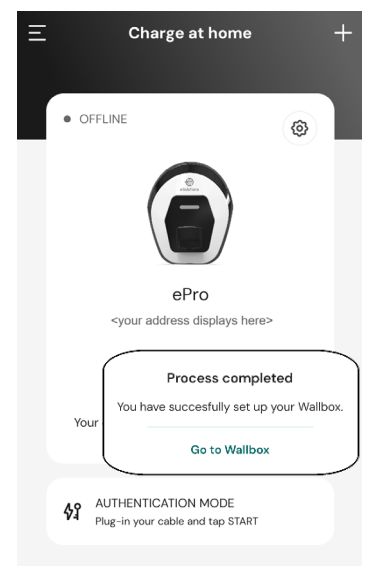 Charge at home
OFFLINE
ePro
<your address displays here>
Process completed
You have succesfully set up your Wallbox.
Your
Go to Wallbox
AUTHENTICATION MODE
Plug-in your cable and tap START